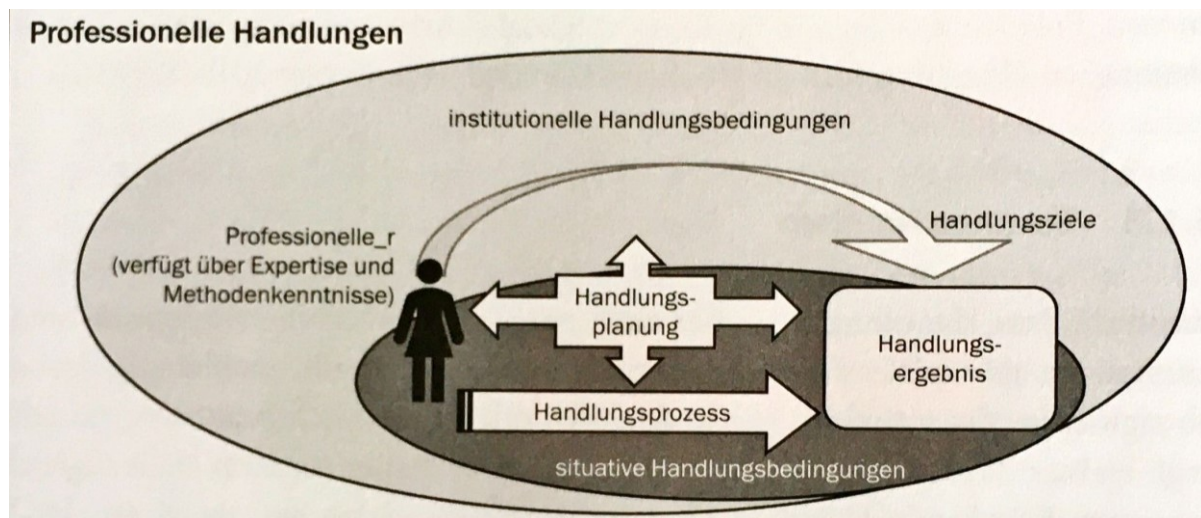 Professionelle Handlungen
institutionelle Handlungsbedingungen
Handlungsziele
Professionelle_r
(verfügt über Expertise und
Methodenkenntnisse)
Handlungs-
planung
Handlungs-
ergebnis
Handlungsprozess
situative Handlungsbedingungen